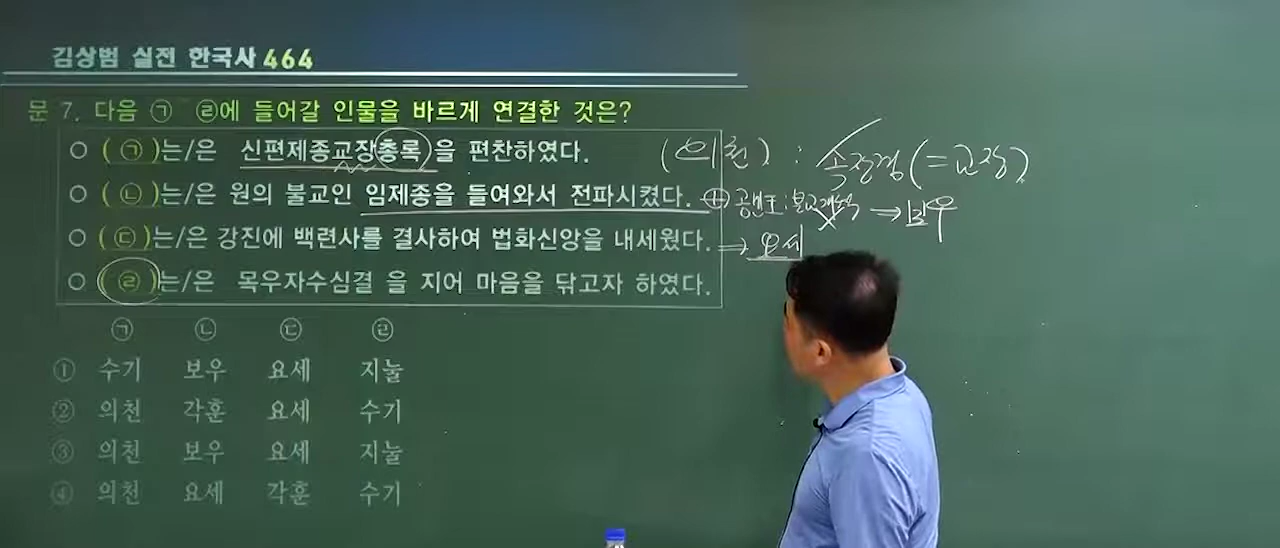 김상범 실전 한국사 464
문 7. 다음 ㉠ ㉣에 들어갈 인물을 바르게 연결한 것은?
○ ( ㉠ )는/은 신편제종교장총록 을 편찬하였다. (의천) : 속장경(=교장)
○ ( ㉡ )는/은 원의 불교인 임제종을 들여와서 전파시켰다. ⊕ 공민王: 불교개혁 ⇒ 보우
○ ( ㉢ )는/은 강진에 백련사를 결사하여 법화신앙을 내세웠다. ⇒ 요세
○ ( ㉣ )는/은 목우자수심결 을 지어 마음을 닦고자 하였다.
㉠ ㉡ ㉢ ㉣
① 수기 보우 요세 지눌
② 의천 각훈 요세 수기
③ 의천 보우 요세 지눌
④ 의천 요세 각훈 수기